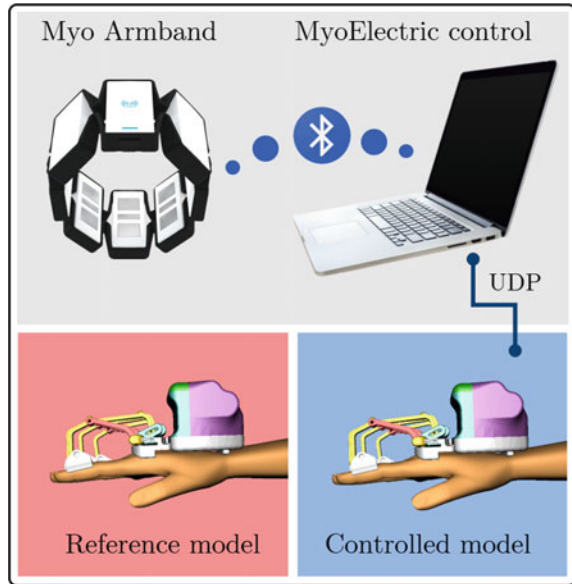 Myo Armband
MyoElectric control
UDP
Reference model
Controlled model